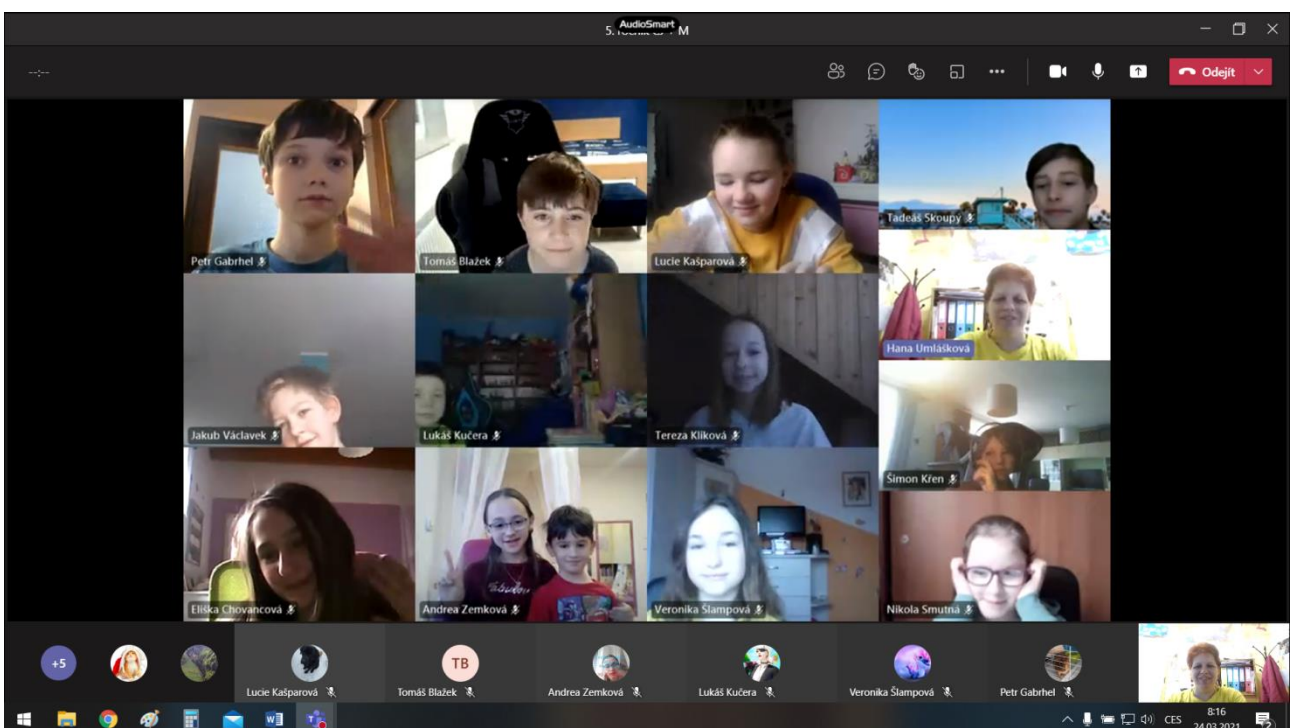 AudioSmart
5. ročník M
--:--
Odejít
Petr Gabrhel
Tomáš Blažek
Lucie Kašparová
Tadeáš Skoupý
Hana Umlášková
Jakub Václavek
Lukáš Kučera
Tereza Klíková
Šimon Křen
Eliška Chovancová
Andrea Zemková
Veronika Šlampová
Nikola Smutná
+5
TB
Lucie Kašparová
Tomáš Blažek
Andrea Zemková
Lukáš Kučera
Veronika Šlampová
Petr Gabrhel
CES
8:16
24.03.2021